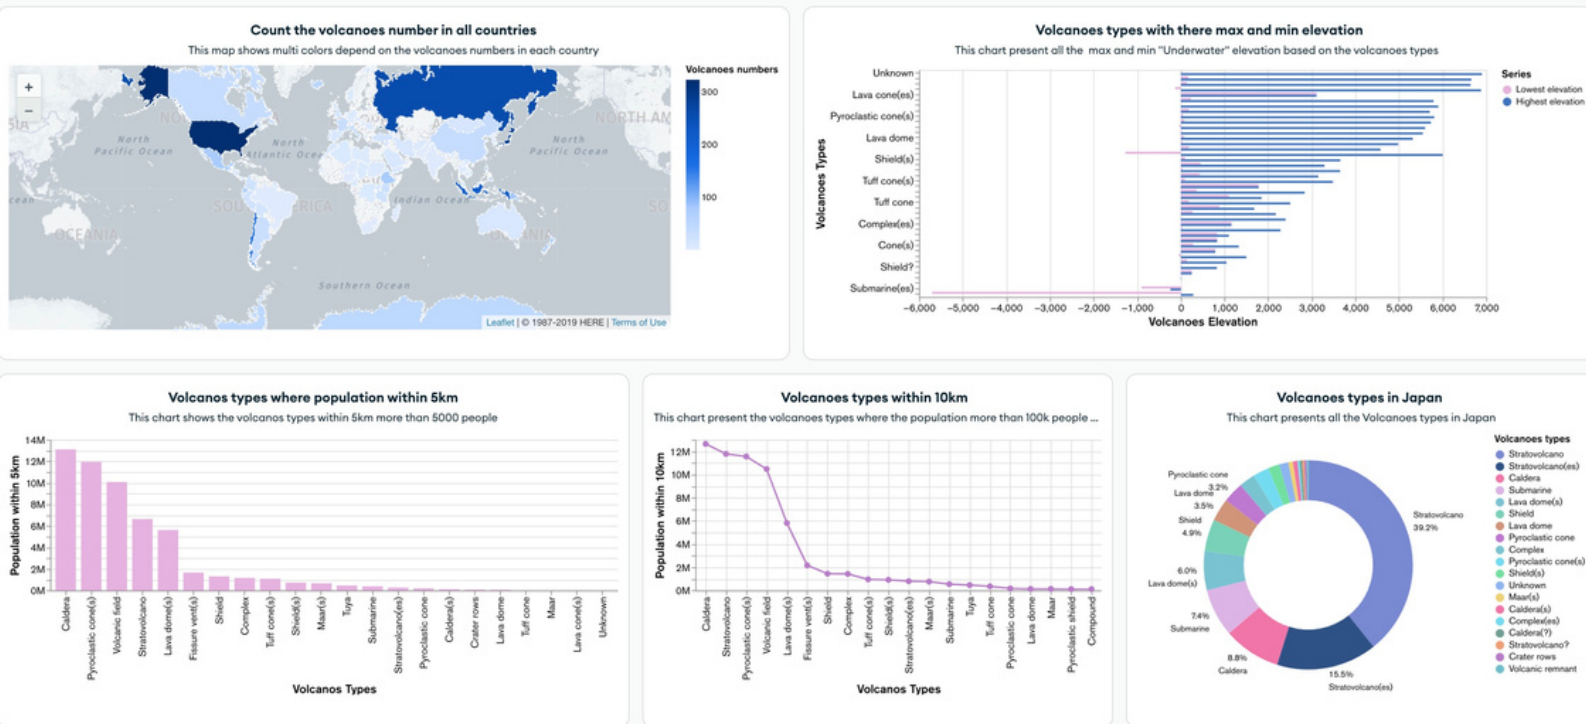 Count the volcanoes number in all countries
This map shows multi colors depend on the volcanoes numbers in each country
+
−
North
Pacific Ocean
North
Atlantic Ocea
North
Pacific Ocean
NORTH AM
Indian Ocean
OCEANIA
Southern Ocean
Leaflet | © 1987-2019 HERE | Terms of Use
Volcanoes numbers
300
200
100
Volcanoes types with there max and min elevation
This chart present all the max and min "Underwater" elevation based on the volcanoes types
Volcanoes Types
Unknown
Lava cone(es)
Pyroclastic cone(s)
Lava dome
Shield(s)
Tuff cone(s)
Tuff cone
Complex(es)
Cone(s)
Shield?
Submarine(es)
−6,000 −5,000 −4,000 −3,000 −2,000 −1,000 0 1,000 2,000 3,000 4,000 5,000 6,000 7,000
Volcanoes Elevation
Series
Lowest elevation
Highest elevation
Volcanos types where population within 5km
This chart shows the volcanos types within 5km more than 5000 people
Population within 5km
14M
12M
10M
8M
6M
4M
2M
0M
Caldera
Pyroclastic cone(s)
Volcanic field
Stratovolcano
Lava dome(s)
Fissure vent(s)
Shield
Complex
Tuff cone(s)
Shield(s)
Maar(s)
Tuya
Submarine
Stratovolcano(es)
Pyroclastic cone
Caldera(s)
Crater rows
Lava dome
Tuff cone
Maar
Lava cone(s)
Unknown
Volcanos Types
Volcanoes types within 10km
This chart present the volcanoes types where the population more than 100k people ...
Population within 10km
12M
10M
8M
6M
4M
2M
0M
Caldera
Stratovolcano
Pyroclastic cone(s)
Volcanic field
Lava dome(s)
Fissure vent(s)
Shield
Complex
Tuff cone(s)
Shield(s)
Stratovolcano(es)
Maar(s)
Submarine
Tuya
Tuff cone
Pyroclastic cone
Lava dome
Maar
Pyroclastic shield
Compound
Volcanos Types
Volcanoes types in Japan
This chart presents all the Volcanoes types in Japan
Pyroclastic cone
3.2%
Lava dome
3.5%
Shield
4.9%
6.0%
Lava dome(s)
7.4%
Submarine
8.8%
Caldera
15.5%
Stratovolcano(es)
Stratovolcano
39.2%
Volcanoes types
Stratovolcano
Stratovolcano(es)
Caldera
Submarine
Lava dome(s)
Shield
Lava dome
Pyroclastic cone
Complex
Pyroclastic cone(s)
Shield(s)
Unknown
Maar(s)
Caldera(s)
Complex(es)
Caldera(?)
Stratovolcano?
Crater rows
Volcanic remnant